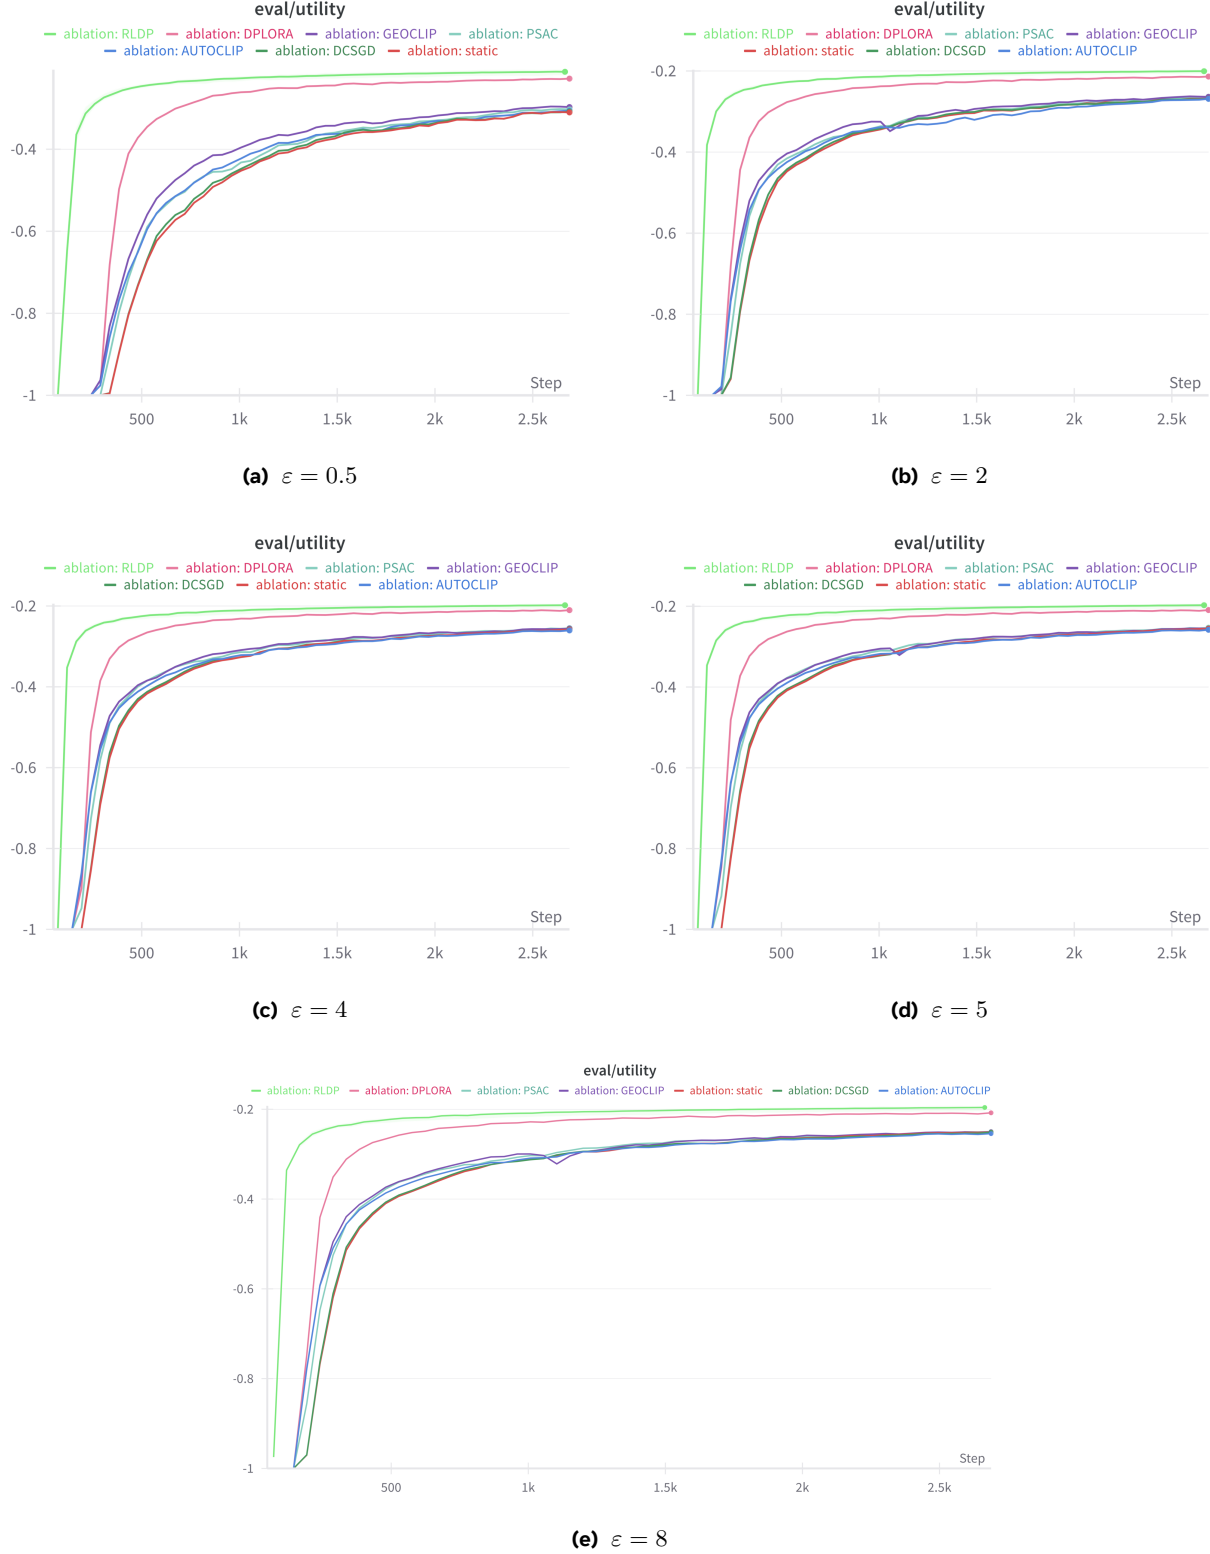 eval/utility
ablation: RLDP ablation: DPLORA ablation: GEOCLIP ablation: PSAC
ablation: AUTOCLIP ablation: DCSGD ablation: static
-0.4
-0.6
-0.8
-1
Step
500 1k 1.5k 2k 2.5k
(a) ε = 0.5
eval/utility
ablation: RLDP ablation: DPLORA ablation: PSAC ablation: GEOCLIP
ablation: static ablation: DCSGD ablation: AUTOCLIP
-0.2
-0.4
-0.6
-0.8
-1
Step
500 1k 1.5k 2k 2.5k
(b) ε = 2
eval/utility
ablation: RLDP ablation: DPLORA ablation: PSAC ablation: GEOCLIP
ablation: DCSGD ablation: static ablation: AUTOCLIP
-0.2
-0.4
-0.6
-0.8
-1
Step
500 1k 1.5k 2k 2.5k
(c) ε = 4
eval/utility
ablation: RLDP ablation: DPLORA ablation: PSAC ablation: GEOCLIP
ablation: DCSGD ablation: static ablation: AUTOCLIP
-0.2
-0.4
-0.6
-0.8
-1
Step
500 1k 1.5k 2k 2.5k
(d) ε = 5
eval/utility
ablation: RLDP ablation: DPLORA ablation: PSAC ablation: GEOCLIP ablation: static ablation: DCSGD ablation: AUTOCLIP
-0.2
-0.4
-0.6
-0.8
-1
Step
500 1k 1.5k 2k 2.5k
(e) ε = 8